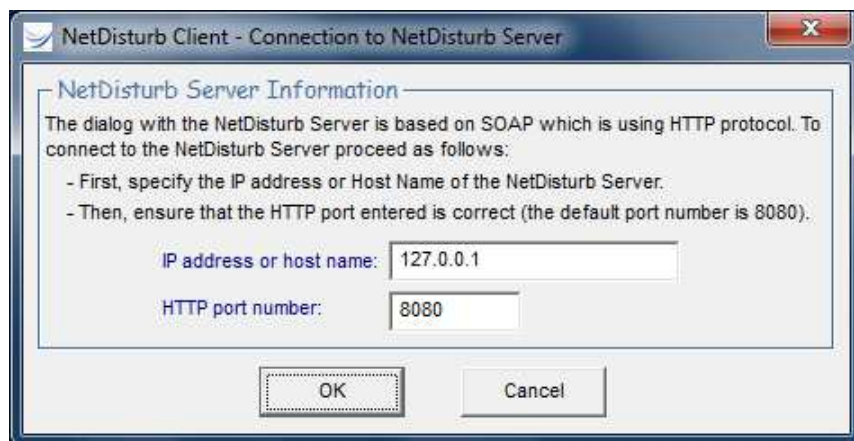 NetDisturb Client - Connection to NetDisturb Server
x
NetDisturb Server Information
The dialog with the NetDisturb Server is based on SOAP which is using HTTP protocol. To
connect to the NetDisturb Server proceed as follows:
- First, specify the IP address or Host Name of the NetDisturb Server.
- Then, ensure that the HTTP port entered is correct (the default port number is 8080).
IP address or host name: 127.0.0.1
HTTP port number: 8080
OK Cancel